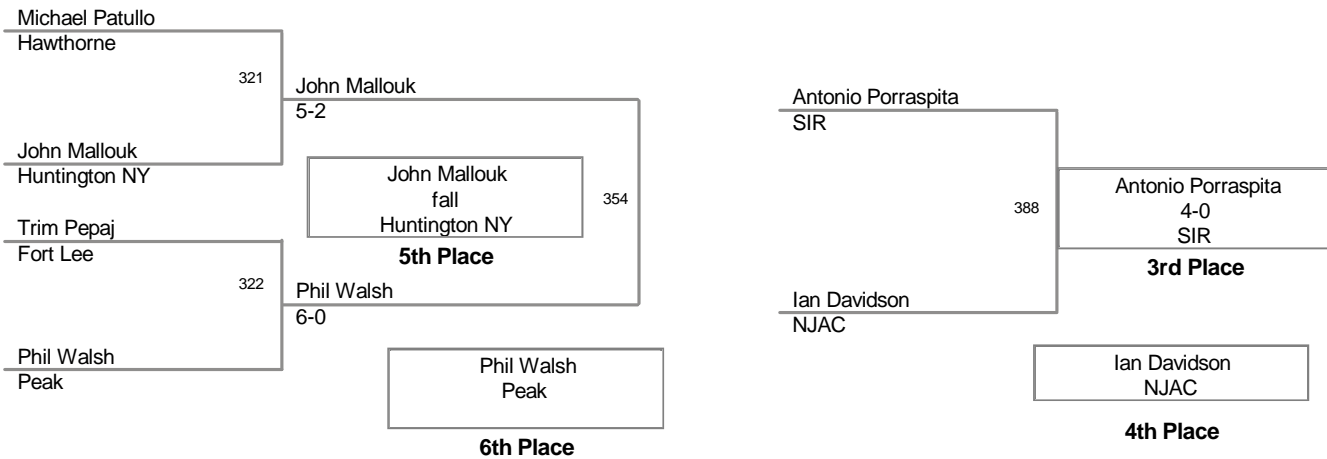 Michael Patullo
Hawthorne
321
John Mallouk
5-2
John Mallouk
Huntington NY
John Mallouk
fall
Huntington NY
5th Place
354
Trim Pepaj
Fort Lee
322
Phil Walsh
6-0
Phil Walsh
Peak
Phil Walsh
Peak
6th Place
Antonio Porraspita
SIR
388
Antonio Porraspita
4-0
SIR
3rd Place
Ian Davidson
NJAC
Ian Davidson
NJAC
4th Place